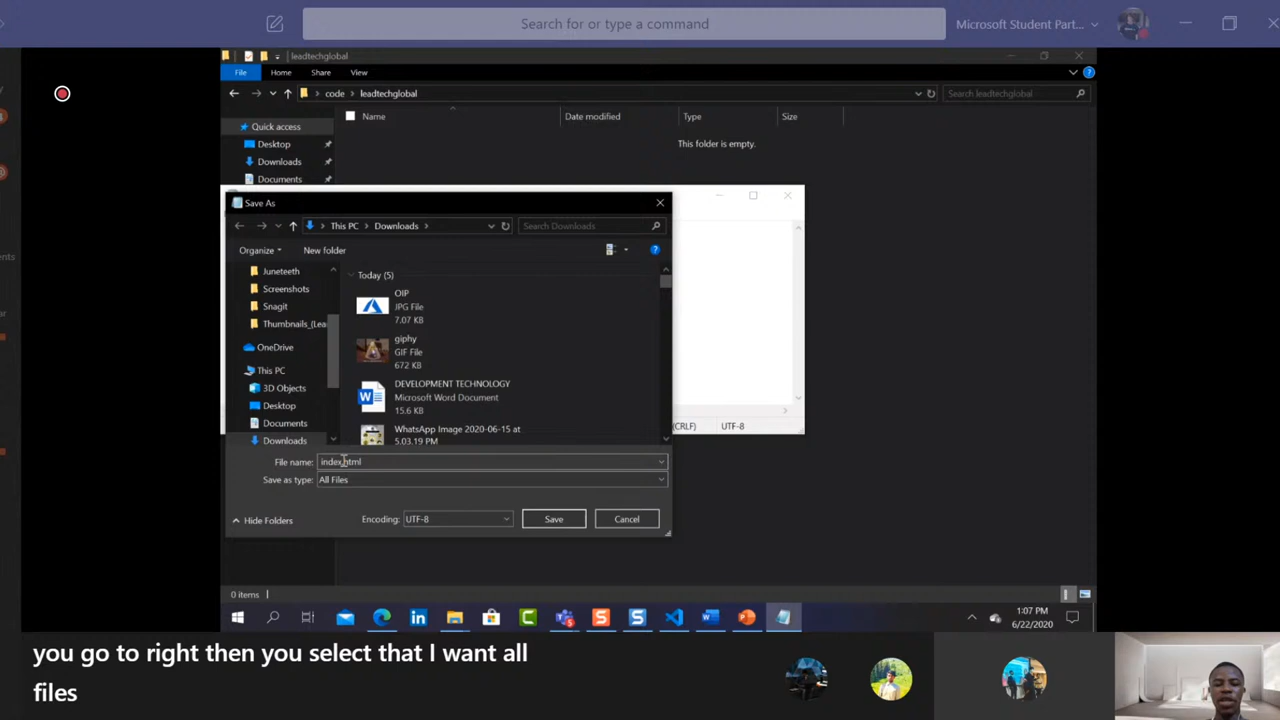 Search for or type a command
Microsoft Student Part...
leadtechglobal
File
Home
Share
View
code
leadtechglobal
Search leadtechglobal
Quick access
Desktop
Downloads
Documents
Name
Date modified
Type
Size
This folder is empty.
Save As
This PC
Downloads
Search Downloads
Organize
New folder
Juneteeth
Screenshots
Snagit
Thumbnails_(Lea
OneDrive
This PC
3D Objects
Desktop
Documents
Downloads
Today (5)
OIP
JPG File
7.07 KB
giphy
GIF File
672 KB
DEVELOPMENT TECHNOLOGY
Microsoft Word Document
15.6 KB
WhatsApp Image 2020-06-15 at
5.03.19 PM
(CRLF)
UTF-8
File name:
index.html
Save as type:
All Files
Hide Folders
Encoding:
UTF-8
Save
Cancel
0 items
1:07 PM
6/22/2020
you go to right then you select that I want all
files